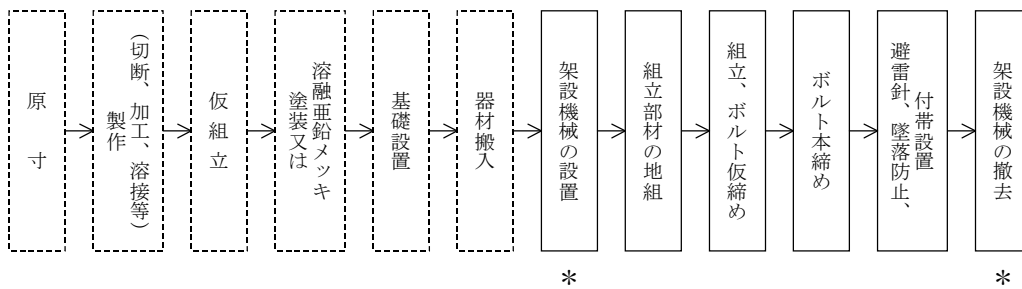 原寸
製作
（切断、加工、溶接等）
仮組立
塗装又は
溶融亜鉛メッキ
基礎設置
器材搬入
架設機械の設置
組立部材の地組
組立、ボルト仮締め
ボルト本締め
避雷針、墜落防止、
付帯設置
架設機械の撤去
＊
＊